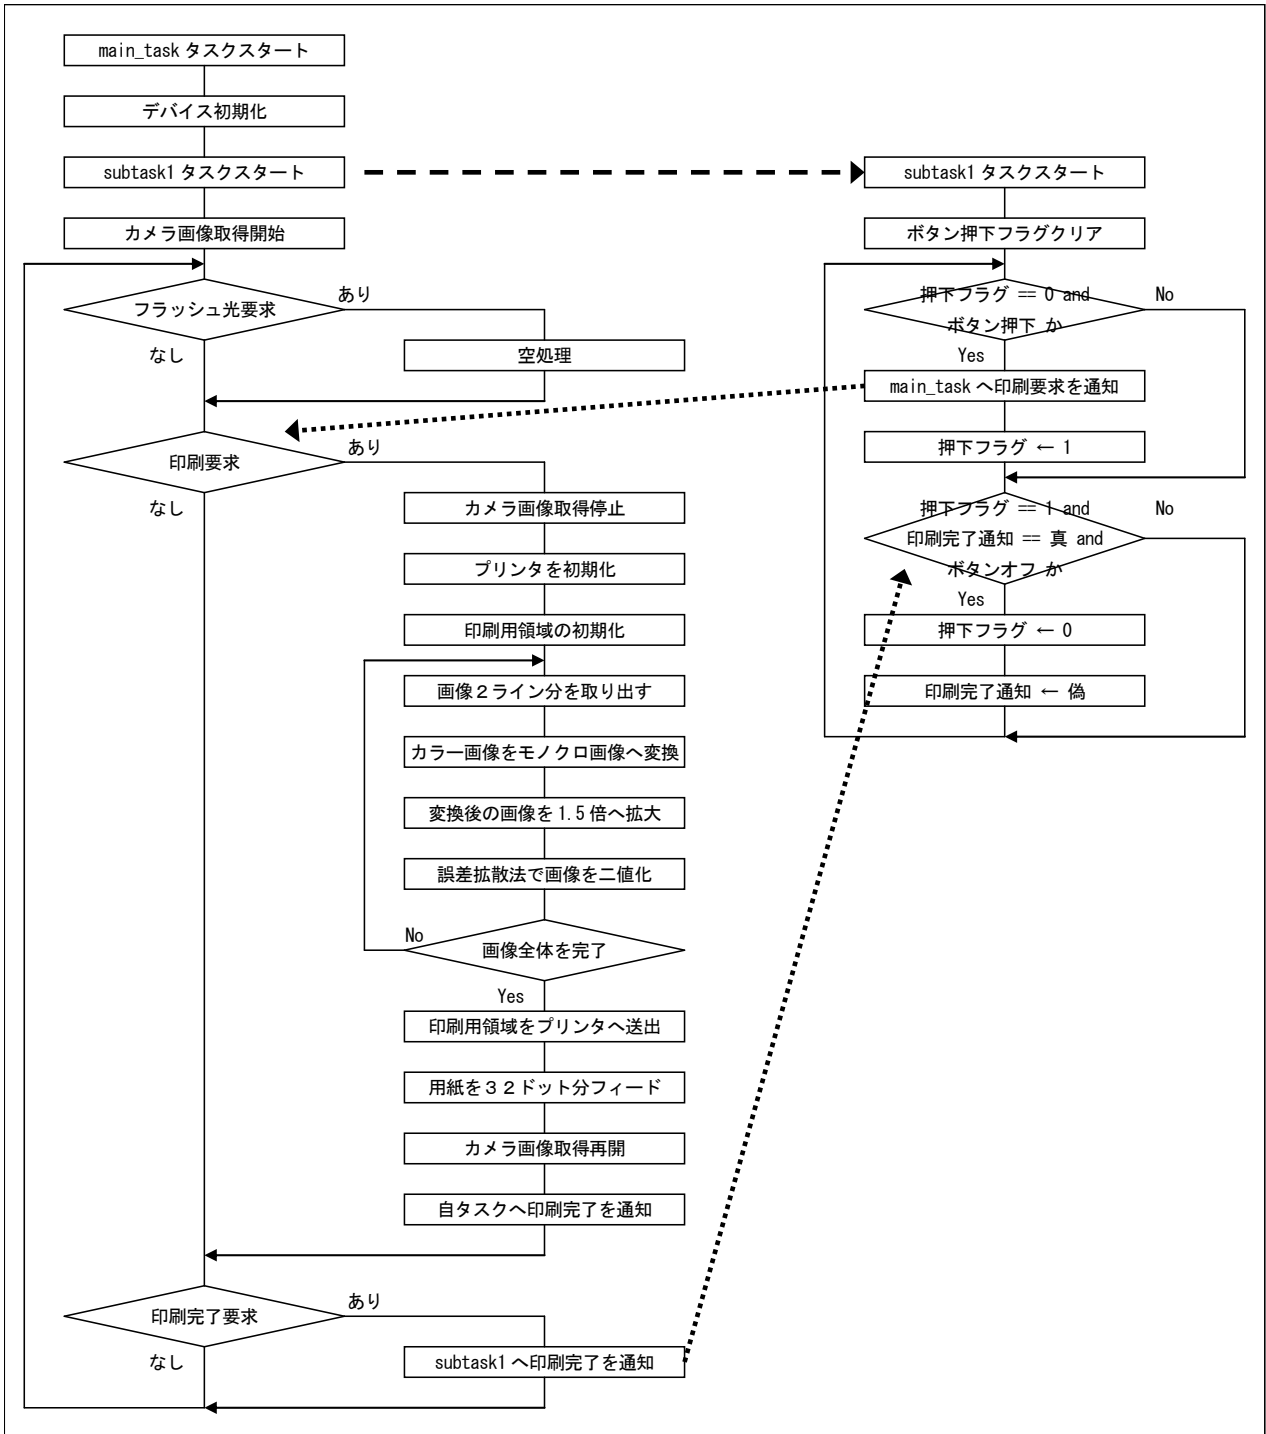 main_task タスクスタート
デバイス初期化
subtask1 タスクスタート
カメラ画像取得開始
フラッシュ光要求
あり
なし
空処理
印刷要求
あり
なし
カメラ画像取得停止
プリンタを初期化
印刷用領域の初期化
画像2ライン分を取り出す
カラー画像をモノクロ画像へ変換
変換後の画像を1.5倍へ拡大
誤差拡散法で画像を二値化
No
画像全体を完了
Yes
印刷用領域をプリンタへ送出
用紙を32ドット分フィード
カメラ画像取得再開
自タスクへ印刷完了を通知
印刷完了要求
あり
なし
subtask1 へ印刷完了を通知
subtask1 タスクスタート
ボタン押下フラグクリア
押下フラグ == 0 and
No
ボタン押下 か
Yes
main_task へ印刷要求を通知
押下フラグ ← 1
押下フラグ == 1 and
No
印刷完了通知 == 真 and
ボタンオフ か
Yes
押下フラグ ← 0
印刷完了通知 ← 偽